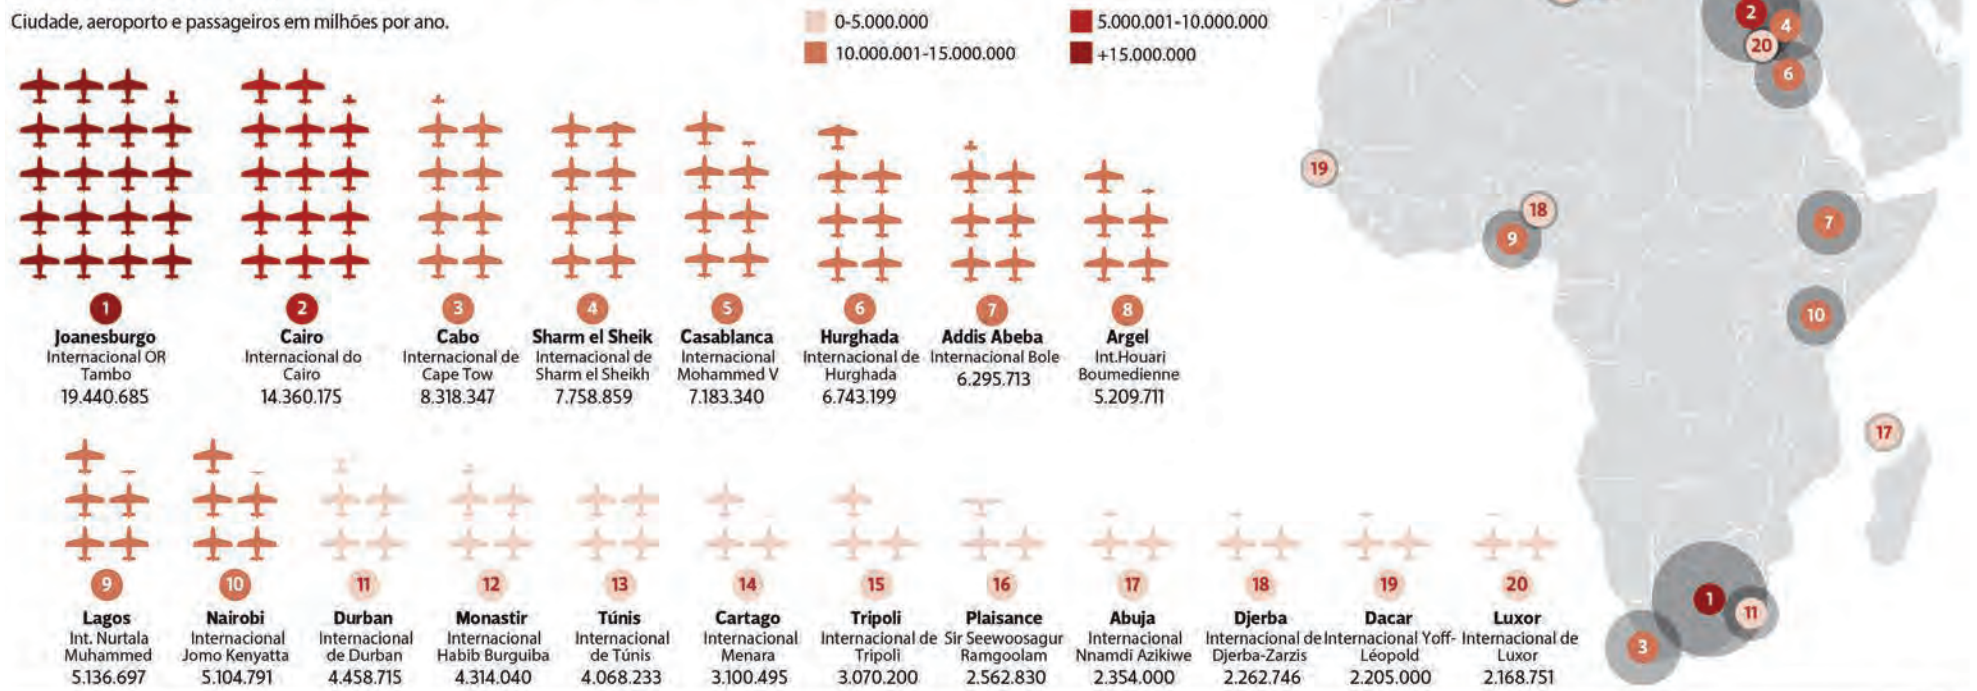 Ciudade, aeroporto e passageiros em milhões por ano.
0-5.000.000
5.000.001-10.000.000
10.000.001-15.000.000
+15.000.000
1
Joanesburgo
Internacional OR
Tambo
19.440.685
2
Cairo
Internacional do
Cairo
14.360.175
3
Cabo
Internacional de
Cape Tow
8.318.347
4
Sharm el Sheik
Internacional de
Sharm el Sheikh
7.758.859
5
Casablanca
Internacional
Mohammed V
7.183.340
6
Hurghada
Internacional de
Hurghada
6.743.199
7
Addis Abeba
Internacional Bole
6.295.713
8
Argel
Int.Houari
Boumedienne
5.209.711
9
Lagos
Int. Nurtala
Muhammed
5.136.697
10
Nairobi
Internacional
Jomo Kenyatta
5.104.791
11
Durban
Internacional
de Durban
4.458.715
12
Monastir
Internacional
Habib Burguiba
4.314.040
13
Túnis
Internacional
de Túnis
4.068.233
14
Cartago
Internacional
Menara
3.100.495
15
Tripoli
Internacional de
Tripoli
3.070.200
16
Plaisance
Sir Seewoosagur
Ramgoolam
2.562.830
17
Abuja
Internacional
Nnamdi Azikiwe
2.354.000
18
Djerba
Internacional de
Djerba-Zarzis
2.262.746
19
Dacar
Internacional Yoff-
Léopold
2.205.000
20
Luxor
Internacional de
Luxor
2.168.751
2
4
20
6
19
18
9
7
10
17
1
11
3